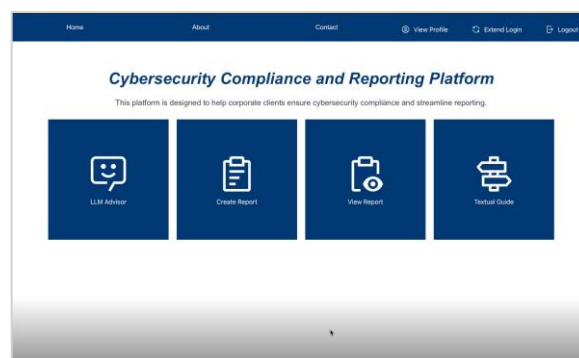 Home About Contact View Profile Extend Login Logout
Cybersecurity Compliance and Reporting Platform
This platform is designed to help corporate clients ensure cybersecurity compliance and streamline reporting.
LLM Advisor Create Report View Report Textual Guide